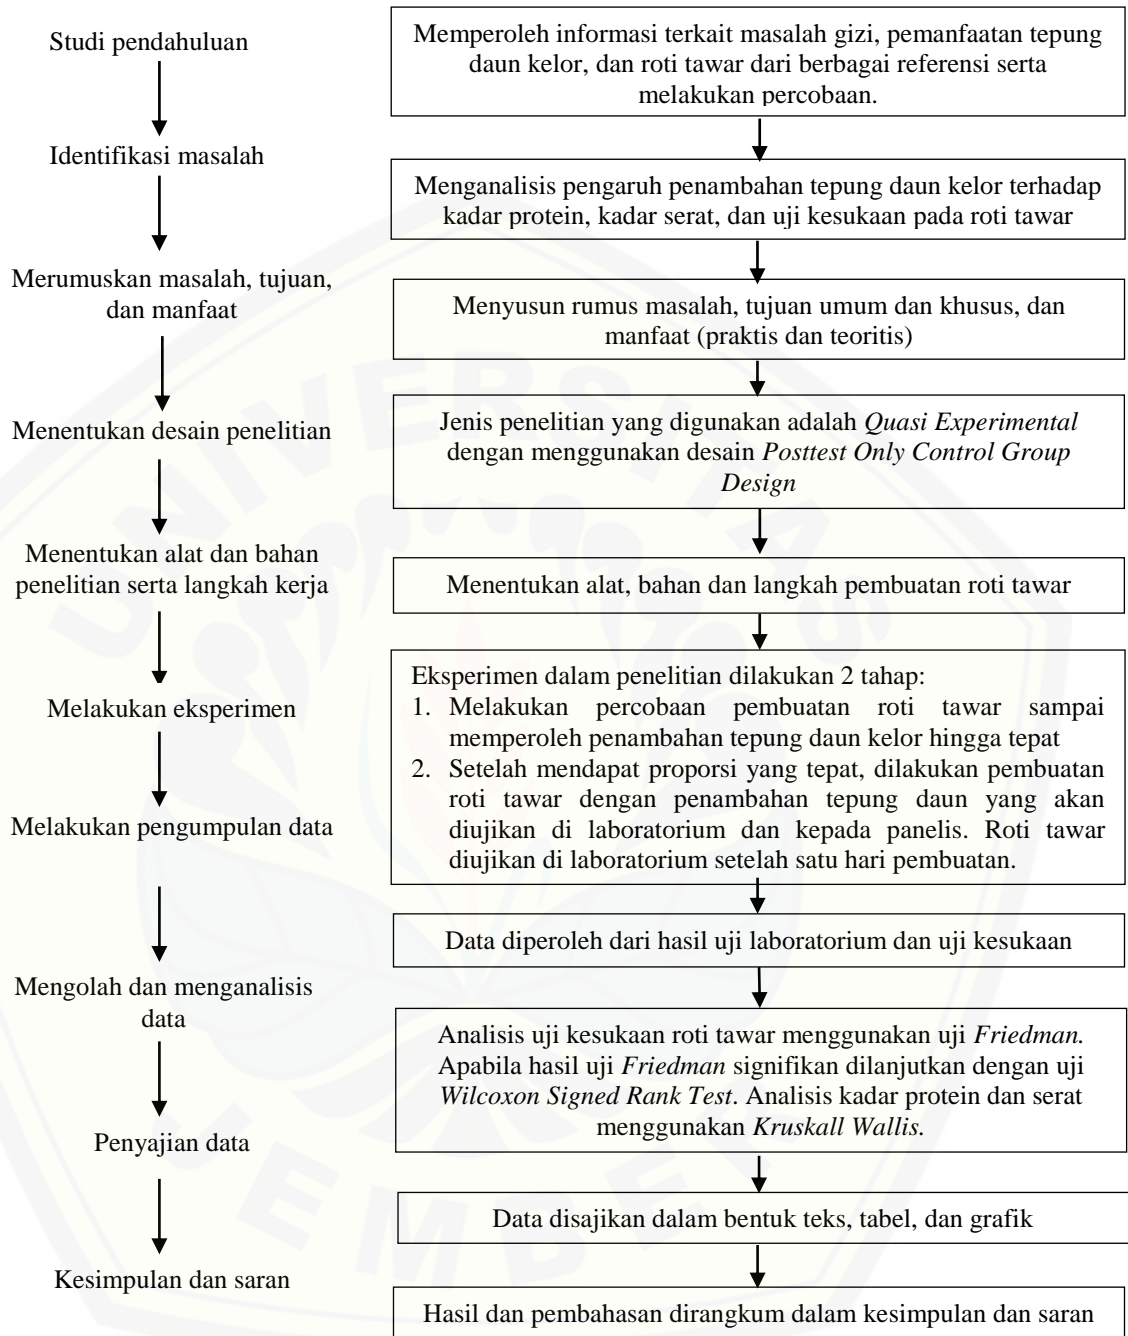 Studi pendahuluan
Memperoleh informasi terkait masalah gizi, pemanfaatan tepung
daun kelor, dan roti tawar dari berbagai referensi serta
melakukan percobaan.
Identifikasi masalah
Menganalisis pengaruh penambahan tepung daun kelor terhadap
kadar protein, kadar serat, dan uji kesukaan pada roti tawar
Merumuskan masalah, tujuan,
dan manfaat
Menyusun rumus masalah, tujuan umum dan khusus, dan
manfaat (praktis dan teoritis)
Menentukan desain penelitian
Jenis penelitian yang digunakan adalah Quasi Experimental
dengan menggunakan desain Posttest Only Control Group
Design
Menentukan alat dan bahan
penelitian serta langkah kerja
Menentukan alat, bahan dan langkah pembuatan roti tawar
Melakukan eksperimen
Eksperimen dalam penelitian dilakukan 2 tahap:
1. Melakukan percobaan pembuatan roti tawar sampai
memperoleh penambahan tepung daun kelor hingga tepat
2. Setelah mendapat proporsi yang tepat, dilakukan pembuatan
roti tawar dengan penambahan tepung daun yang akan
diujikan di laboratorium dan kepada panelis. Roti tawar
diujikan di laboratorium setelah satu hari pembuatan.
Melakukan pengumpulan data
Data diperoleh dari hasil uji laboratorium dan uji kesukaan
Mengolah dan menganalisis
data
Analisis uji kesukaan roti tawar menggunakan uji Friedman.
Apabila hasil uji Friedman signifikan dilanjutkan dengan uji
Wilcoxon Signed Rank Test. Analisis kadar protein dan serat
menggunakan Kruskall Wallis.
Penyajian data
Data disajikan dalam bentuk teks, tabel, dan grafik
Kesimpulan dan saran
Hasil dan pembahasan dirangkum dalam kesimpulan dan saran
UNIVERSITAS
JEMBER